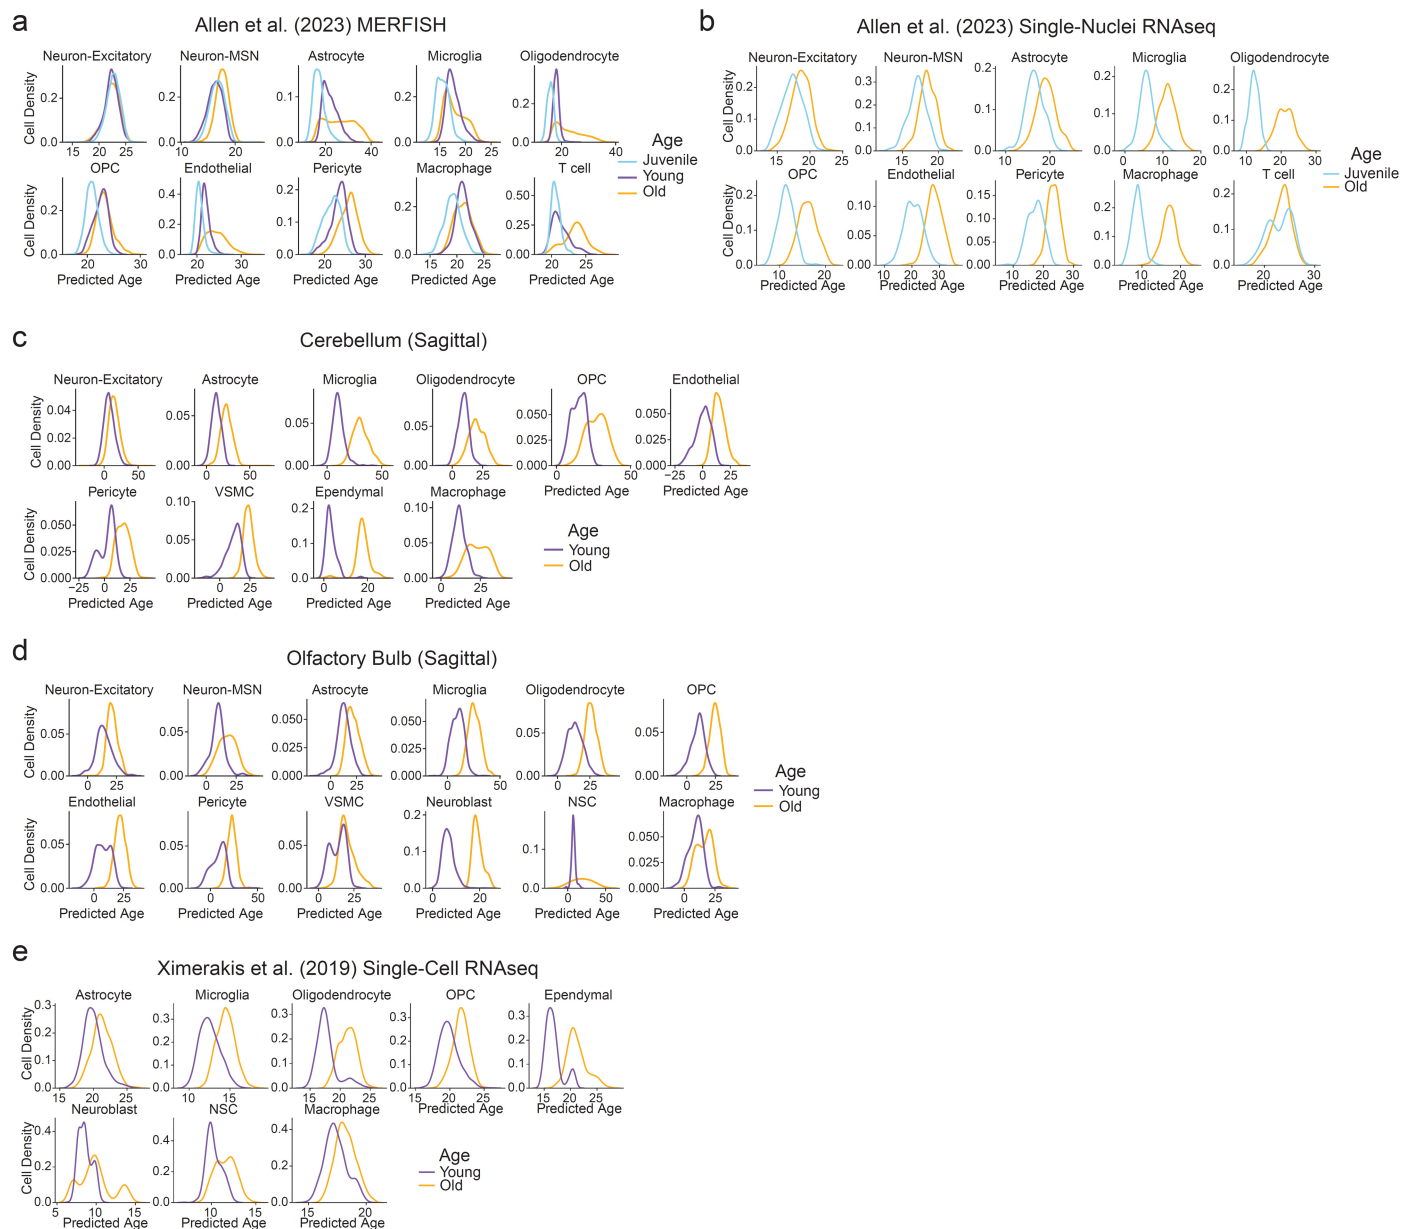 a
Allen et al. (2023) MERFISH
Neuron-Excitatory Neuron-MSN Astrocyte Microglia Oligodendrocyte
Cell Density
0.2
0.0
15 20 25
0.2
0.0
10 20
0.1
0.0
20 40
0.2
0.0
15 20 25
0.2
0.0
20 40
OPC Endothelial Pericyte Macrophage T cell
Cell Density
0.2
0.0
20 30
0.4
0.2
0.0
20 30
0.2
0.1
0.0
20 30
0.2
0.0
15 20 25
0.50
0.25
0.00
20 25
Predicted Age Predicted Age Predicted Age Predicted Age Predicted Age
Age
Juvenile
Young
Old
b
Allen et al. (2023) Single-Nuclei RNAseq
Neuron-Excitatory Neuron-MSN Astrocyte Microglia Oligodendrocyte
Cell Density
0.2
0.1
0.0
15 20 25
0.3
0.2
0.1
0.0
15 20
0.2
0.1
0.0
10 20
0.2
0.1
0.0
0 10 20
0.2
0.1
0.0
10 20 30
OPC Endothelial Pericyte Macrophage T cell
Cell Density
0.2
0.1
0.0
10 20
0.10
0.05
0.00
10 20 30
0.15
0.10
0.05
0.00
10 20 30
0.2
0.1
0.0
10 20
0.2
0.1
0.0
20 30
Predicted Age Predicted Age Predicted Age Predicted Age Predicted Age
Age
Juvenile
Old
c
Cerebellum (Sagittal)
Neuron-Excitatory Astrocyte Microglia Oligodendrocyte OPC Endothelial
Cell Density
0.04
0.02
0.00
0 50
0.05
0.00
0 50
0.05
0.00
0 50
0.05
0.00
0 25
0.050
0.025
0.000
0 50
0.050
0.025
0.000
−25 0 25
Predicted Age Predicted Age
Pericyte VSMC Ependymal Macrophage
Cell Density
0.050
0.025
0.000
−25 0 25
0.10
0.05
0.00
0 25
0.2
0.1
0.0
0 20
0.10
0.05
0.00
0 25
Predicted Age Predicted Age Predicted Age Predicted Age
Age
Young
Old
d
Olfactory Bulb (Sagittal)
Neuron-Excitatory Neuron-MSN Astrocyte Microglia Oligodendrocyte OPC
Cell Density
0.05
0.00
0 25
0.05
0.00
0 25
0.050
0.025
0.000
0 25
0.050
0.025
0.000
0 50
0.05
0.00
0 25
0.05
0.00
0 25
Endothelial Pericyte VSMC Neuroblast NSC Macrophage
Cell Density
0.05
0.00
0 25
0.05
0.00
0 50
0.05
0.00
0 25
0.2
0.1
0.0
0 20
0.1
0.0
0 50
0.050
0.025
0.000
0 25
Predicted Age Predicted Age Predicted Age Predicted Age Predicted Age Predicted Age
Age
Young
Old
e
Ximerakis et al. (2019) Single-Cell RNAseq
Astrocyte Microglia Oligodendrocyte OPC Ependymal
Cell Density
0.3
0.2
0.1
0.0
15 20 25
0.3
0.2
0.1
0.0
10 15
0.3
0.2
0.1
0.0
15 20 25
0.3
0.2
0.1
0.0
15 20 25
0.3
0.2
0.1
0.0
15 20 25
Predicted Age Predicted Age
Neuroblast NSC Macrophage
Cell Density
0.4
0.2
0.0
5 10 15
0.4
0.2
0.0
10 15
0.4
0.2
0.0
15 20
Predicted Age Predicted Age Predicted Age
Age
Young
Old